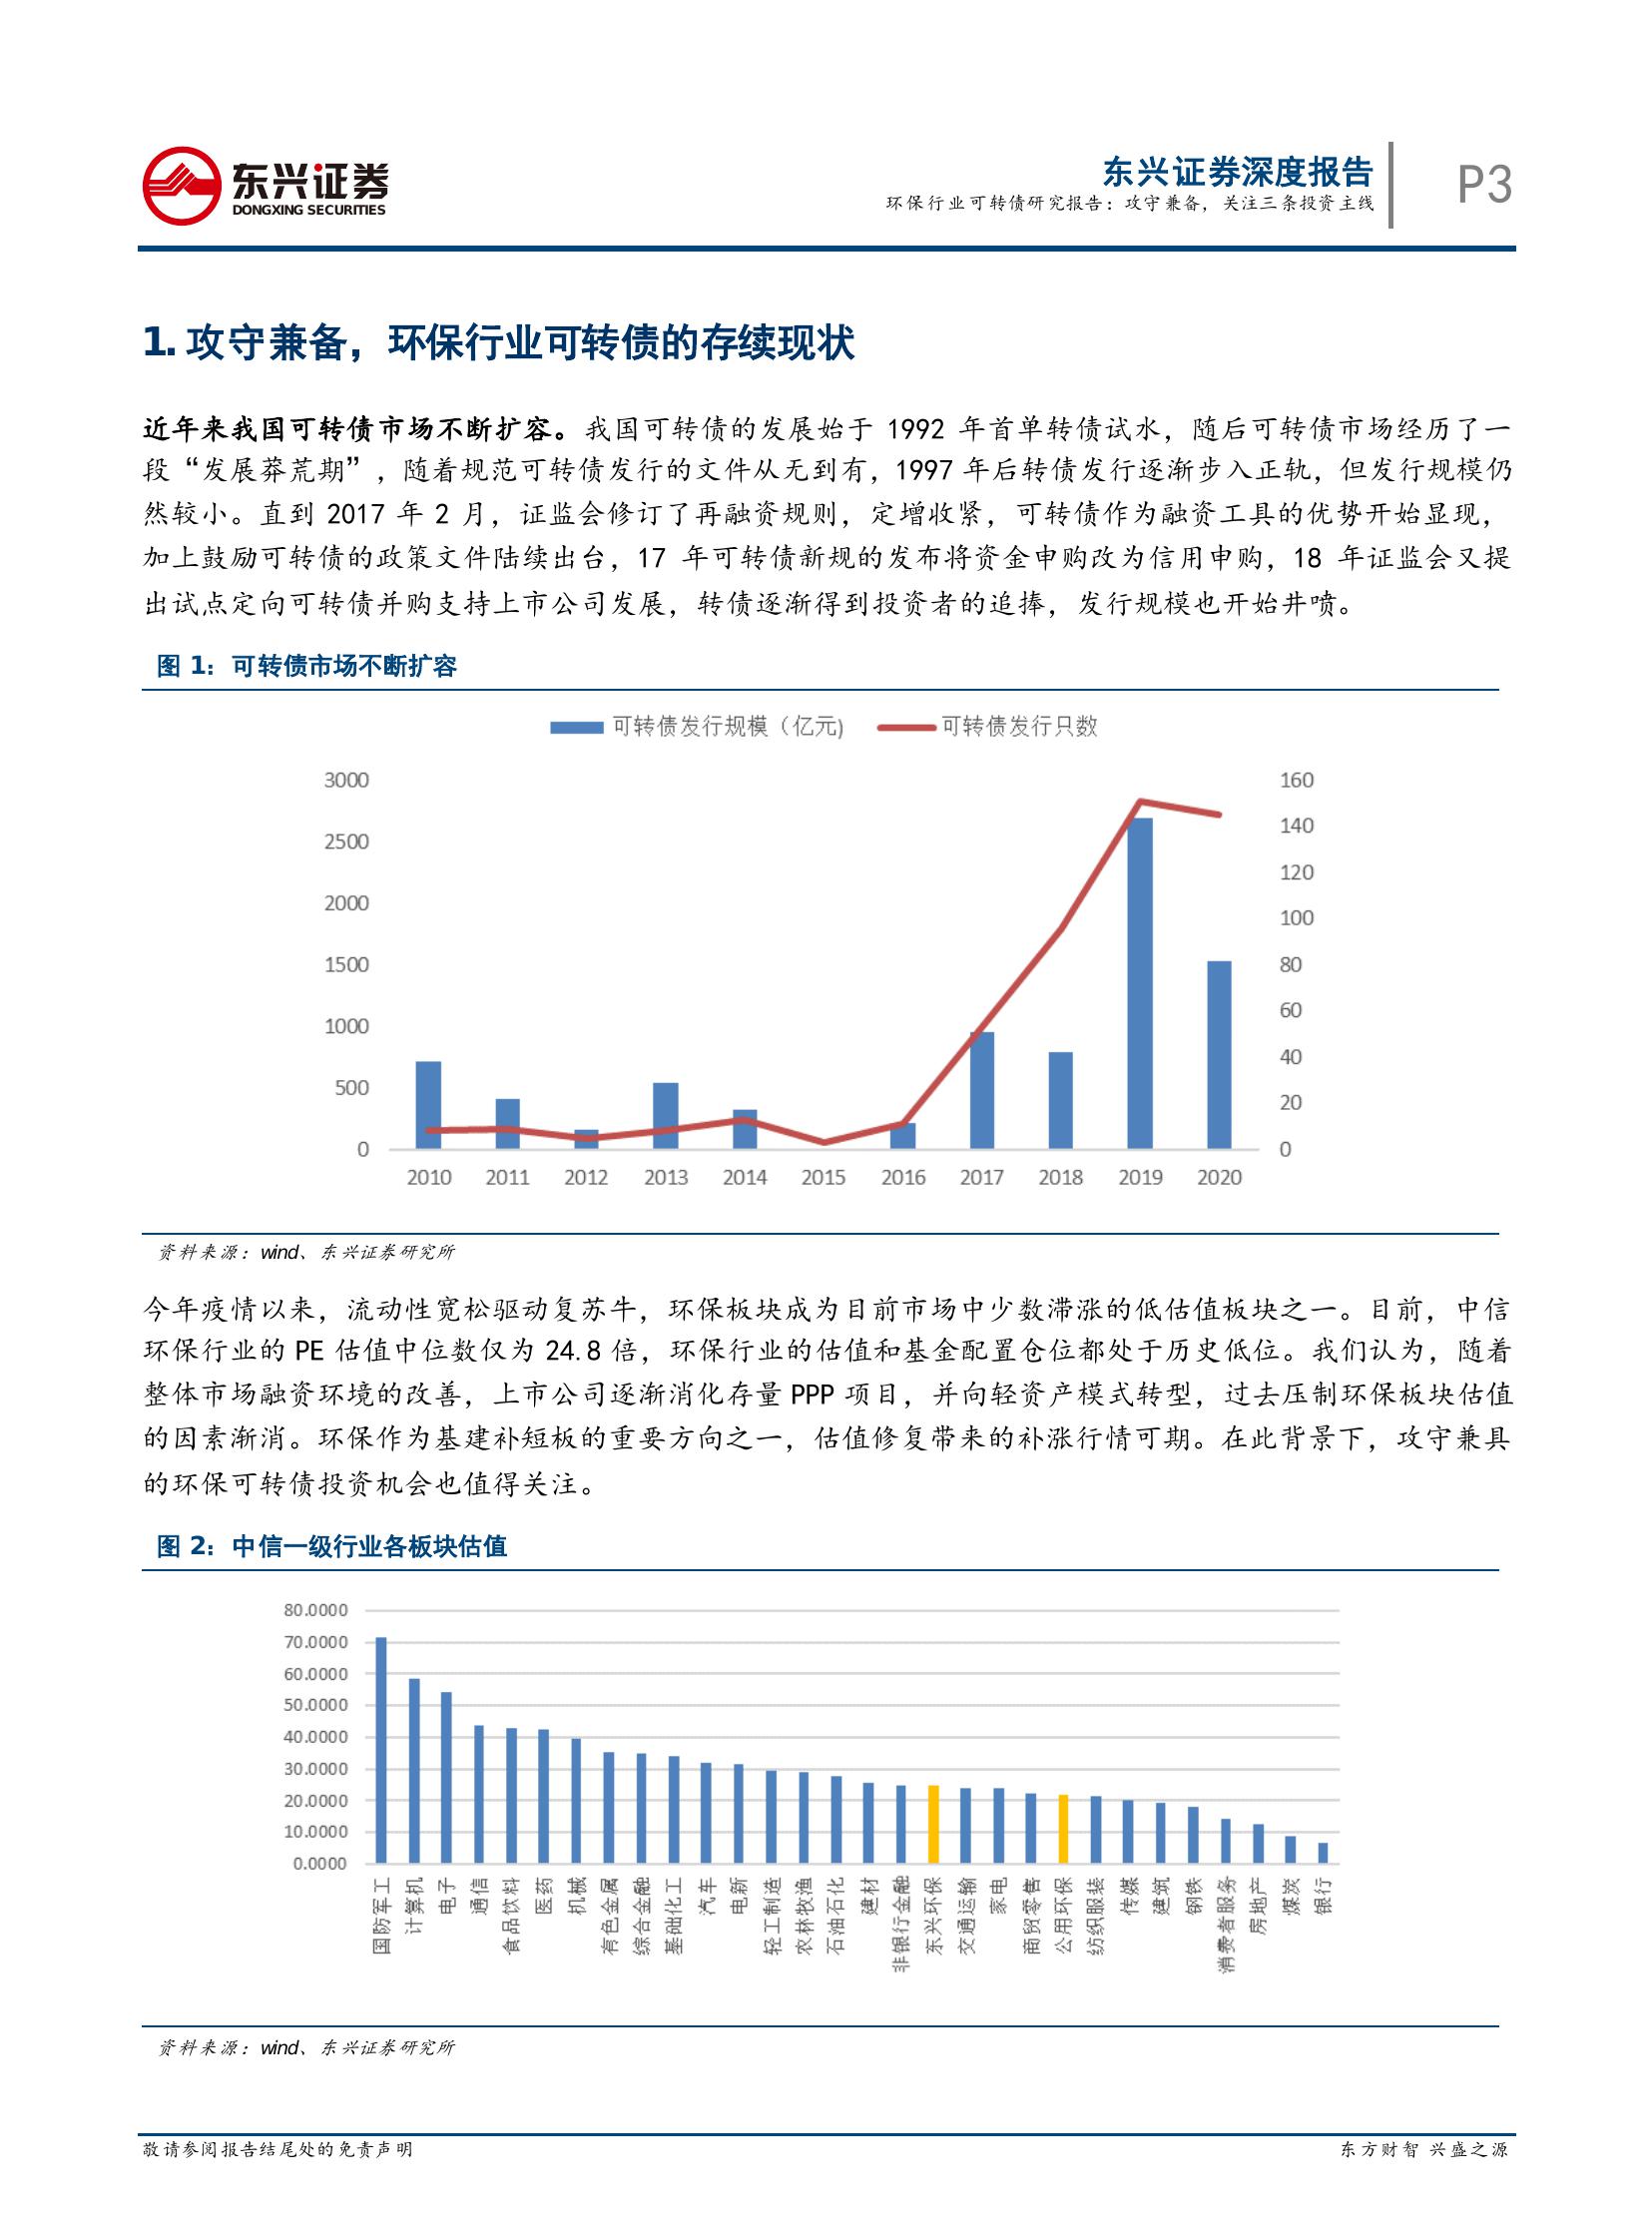 东兴证券
DONGXING SECURITIES
东兴证券深度报告
环保行业可转债研究报告：攻守兼备，关注三条投资主线
P3
1. 攻守兼备，环保行业可转债的存续现状
近年来我国可转债市场不断扩容。我国可转债的发展始于 1992 年首单转债试水，随后可转债市场经历了一
段“发展莽荒期”，随着规范可转债发行的文件从无到有，1997 年后转债发行逐渐步入正轨，但发行规模仍
然较小。直到 2017 年 2 月，证监会修订了再融资规则，定增收紧，可转债作为融资工具的优势开始显现，
加上鼓励可转债的政策文件陆续出台，17 年可转债新规的发布将资金申购改为信用申购，18 年证监会又提
出试点定向可转债并购支持上市公司发展，转债逐渐得到投资者的追捧，发行规模也开始井喷。
图 1：可转债市场不断扩容
可转债发行规模（亿元) 可转债发行只数
3000 160
2500 140
2000 120
1500 100
1000 80
500 60
0 40
20
0
2010 2011 2012 2013 2014 2015 2016 2017 2018 2019 2020
资料来源：wind、东兴证券研究所
今年疫情以来，流动性宽松驱动复苏牛，环保板块成为目前市场中少数滞涨的低估值板块之一。目前，中信
环保行业的 PE 估值中位数仅为 24.8 倍，环保行业的估值和基金配置仓位都处于历史低位。我们认为，随着
整体市场融资环境的改善，上市公司逐渐消化存量 PPP 项目，并向轻资产模式转型，过去压制环保板块估值
的因素渐消。环保作为基建补短板的重要方向之一，估值修复带来的补涨行情可期。在此背景下，攻守兼具
的环保可转债投资机会也值得关注。
图 2：中信一级行业各板块估值
80.0000
70.0000
60.0000
50.0000
40.0000
30.0000
20.0000
10.0000
0.0000
国防军工 计算机 电子 通信 食品饮料 医药 机械 有色金属 综合金融 基础化工 汽车 电新 轻工制造 农林牧渔 石油石化 建材 非银行金融 东兴环保 交通运输 家电 商贸零售 公用环保 纺织服装 传媒 建筑 钢铁 消费者服务 房地产 煤炭 银行
资料来源：wind、东兴证券研究所
敬请参阅报告结尾处的免责声明
东方财智 兴盛之源